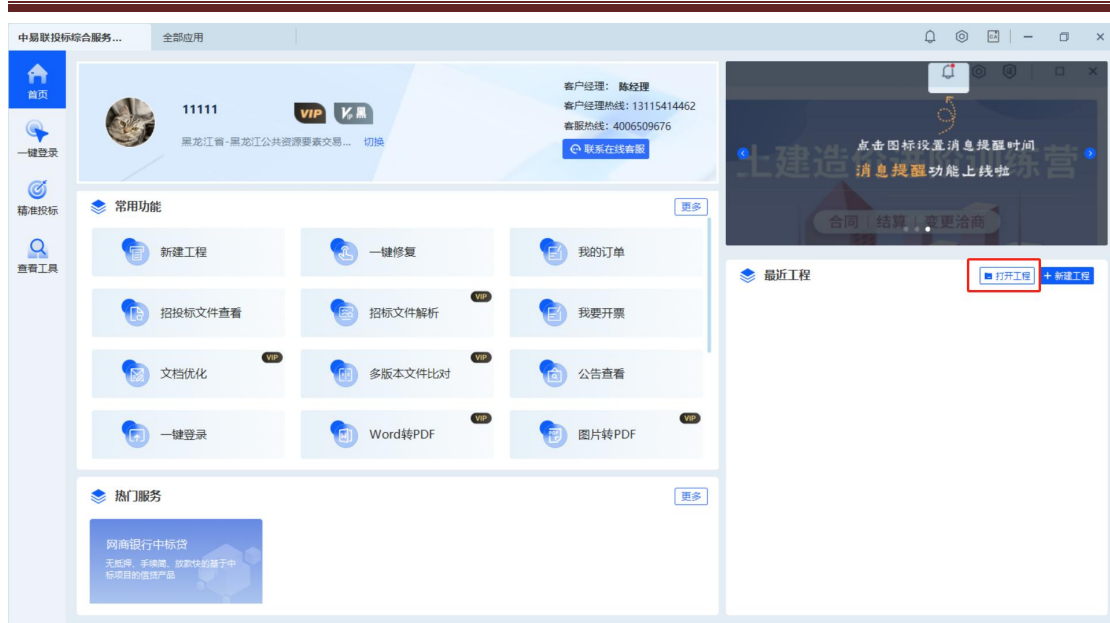 中易联投标综合服务...
全部应用
首页
一键登录
精准投标
查看工具
11111
VIP
黑龙江省-黑龙江公共资源要素交易... 切换
客户经理： 陈经理
客户经理热线：13115414462
客服热线：4006509676
联系在线客服
点击图标设置消息提醒时间
消息提醒功能上线啦
土建造
训练营
合同 结算 变更洽商
常用功能
更多
新建工程
一键修复
我的订单
招投标文件查看
招标文件解析
VIP
我要开票
文档优化
VIP
多版本文件比对
VIP
公告查看
一键登录
Word转PDF
VIP
图片转PDF
VIP
最近工程
打开工程
+ 新建工程
热门服务
更多
网商银行中标贷
无抵押、手续简、放款快的基于中
标项目的信贷产品